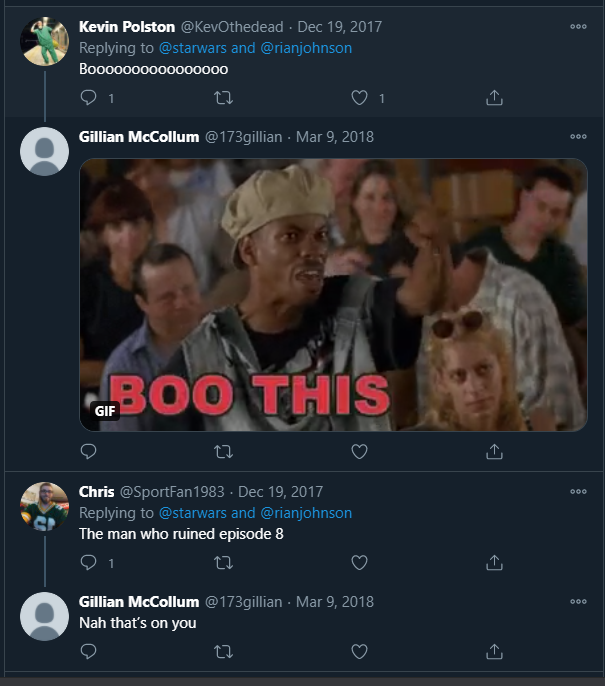 Kevin Polston @KevOthedead · Dec 19, 2017
Replying to @starwars and @rianjohnson
Booooooooooooooooo
1 1
Gillian McCollum @173gillian · Mar 9, 2018
BOO THIS
GIF
Chris @SportFan1983 · Dec 19, 2017
Replying to @starwars and @rianjohnson
The man who ruined episode 8
1
Gillian McCollum @173gillian · Mar 9, 2018
Nah that's on you